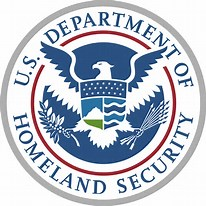 U.S. DEPARTMENT OF
HOMELAND SECURITY